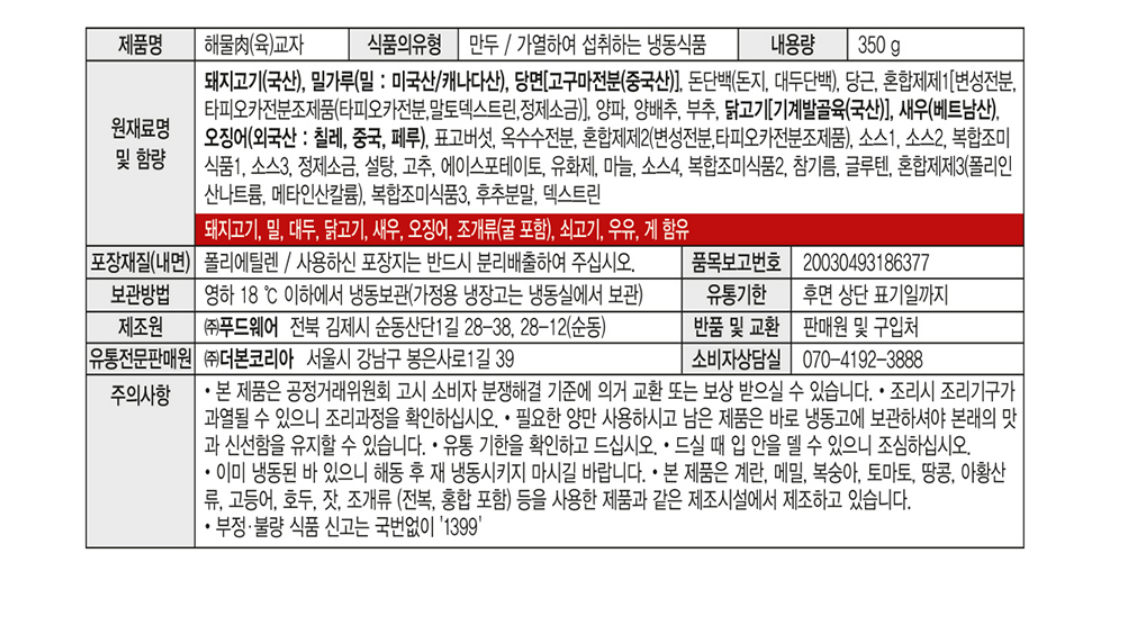 제품명 해물肉(육)교자 식품의유형 만두 / 가열하여 섭취하는 냉동식품 내용량 350 g
원재료명 및 함량
돼지고기(국산), 밀가루(밀 : 미국산/캐나다산), 당면[고구마전분(중국산)], 돈단백(돈지, 대두단백), 당근, 혼합제제1[변성전분,
타피오카전분조제품(타피오카전분,말토덱스트린,정제소금)], 양파, 양배추, 부추, 닭고기[기계발골육(국산)], 새우(베트남산),
오징어(외국산 : 칠레, 중국, 페루), 표고버섯, 옥수수전분, 혼합제제2(변성전분,타피오카전분조제품), 소스1, 소스2, 복합조미
식품1, 소스3, 정제소금, 설탕, 고추, 에이스포테이토, 유화제, 마늘, 소스4, 복합조미식품2, 참기름, 글루텐, 혼합제제3(폴리인
산나트륨, 메타인산칼륨), 복합조미식품3, 후추분말, 덱스트린
돼지고기, 밀, 대두, 닭고기, 새우, 오징어, 조개류(굴 포함), 쇠고기, 우유, 게 함유
포장재질(내면) 폴리에틸렌 / 사용하신 포장지는 반드시 분리배출하여 주십시오. 품목보고번호 20030493186377
보관방법 영하 18 ℃ 이하에서 냉동보관(가정용 냉장고는 냉동실에서 보관) 유통기한 후면 상단 표기일까지
제조원 ㈜푸드웨어 전북 김제시 순동산단1길 28-38, 28-12(순동) 반품 및 교환 판매원 및 구입처
유통전문판매원 ㈜더본코리아 서울시 강남구 봉은사로1길 39 소비자상담실 070-4192-3888
주의사항
• 본 제품은 공정거래위원회 고시 소비자 분쟁해결 기준에 의거 교환 또는 보상 받으실 수 있습니다. • 조리시 조리기구가
과열될 수 있으니 조리과정을 확인하십시오. • 필요한 양만 사용하시고 남은 제품은 바로 냉동고에 보관하셔야 본래의 맛
과 신선함을 유지할 수 있습니다. • 유통 기한을 확인하고 드십시오. • 드실 때 입 안을 델 수 있으니 조심하십시오.
• 이미 냉동된 바 있으니 해동 후 재 냉동시키지 마시길 바랍니다. • 본 제품은 계란, 메밀, 복숭아, 토마토, 땅콩, 아황산
류, 고등어, 호두, 잣, 조개류 (전복, 홍합 포함) 등을 사용한 제품과 같은 제조시설에서 제조하고 있습니다.
• 부정·불량 식품 신고는 국번없이 '1399'